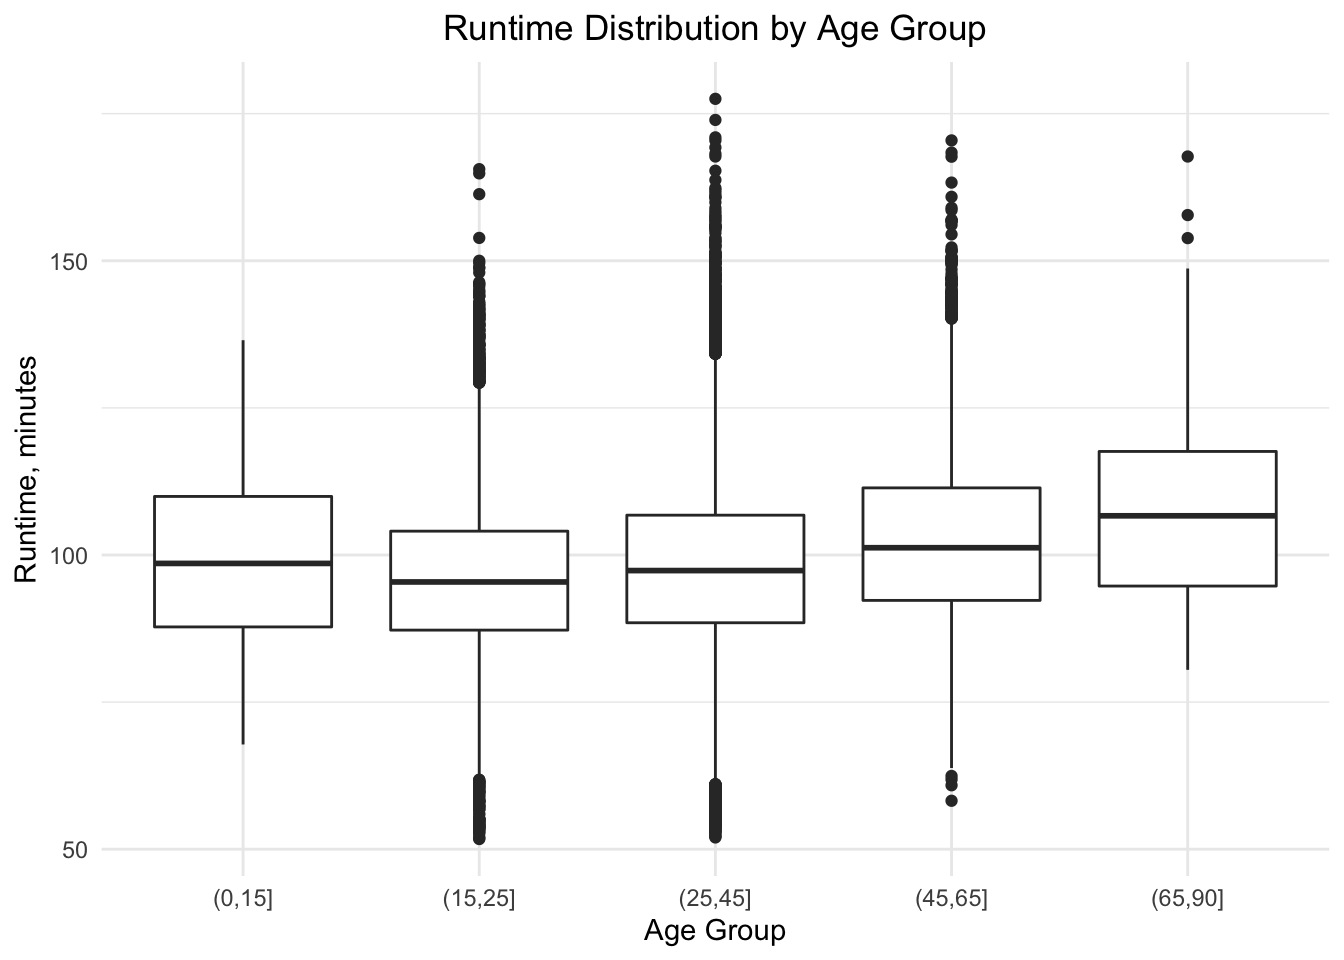 Runtime Distribution by Age Group
Runtime, minutes
150
100
50
(0,15] (15,25] (25,45] (45,65] (65,90]
Age Group